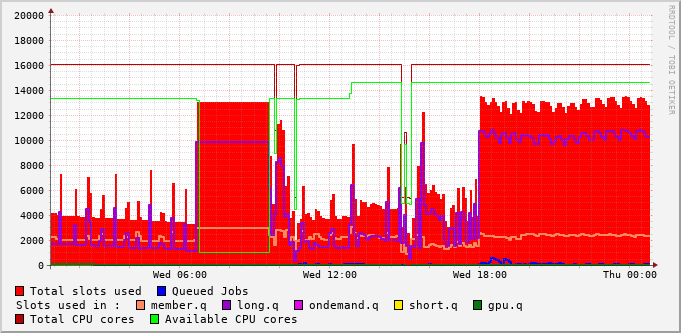 RRDTOOL / TOBI OETIKER
20000
18000
16000
14000
12000
10000
8000
6000
4000
2000
0
Wed 06:00 Wed 12:00 Wed 18:00 Thu 00:00
Total slots used Queued Jobs
Slots used in : member.q long.q ondemand.q short.q gpu.q
Total CPU cores Available CPU cores